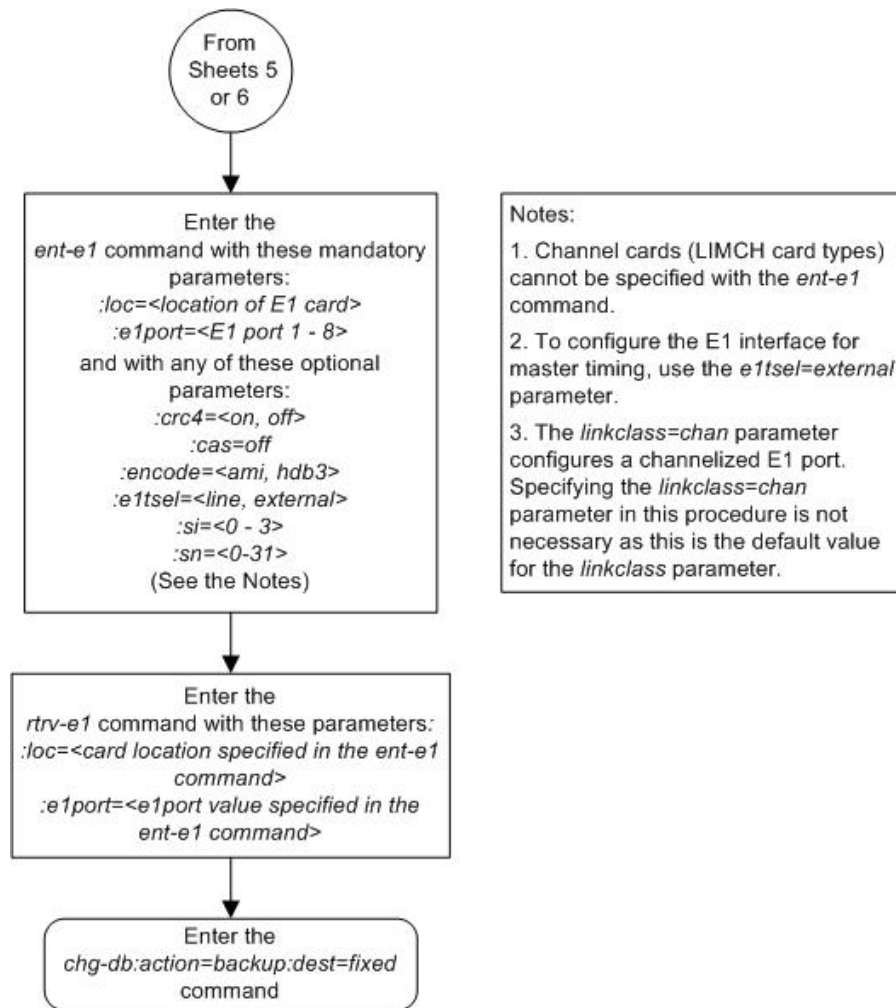 From
Sheets 5
or 6
Enter the
ent-e1 command with these mandatory
parameters:
:loc=<location of E1 card>
:e1port=<E1 port 1 - 8>
and with any of these optional
parameters:
:crc4=<on, off>
:cas=off
:encode=<ami, hdb3>
:e1tsel=<line, external>
:si=<0 - 3>
:sn=<0-31>
(See the Notes)
Notes:
1. Channel cards (LIMCH card types)
cannot be specified with the ent-e1
command.
2. To configure the E1 interface for
master timing, use the e1tsel=external
parameter.
3. The linkclass=chan parameter
configures a channelized E1 port.
Specifying the linkclass=chan
parameter in this procedure is not
necessary as this is the default value
for the linkclass parameter.
Enter the
rtrv-e1 command with these parameters:
:loc=<card location specified in the ent-e1
command>
:e1port=<e1port value specified in the
ent-e1 command>
Enter the
chg-db:action=backup:dest=fixed
command